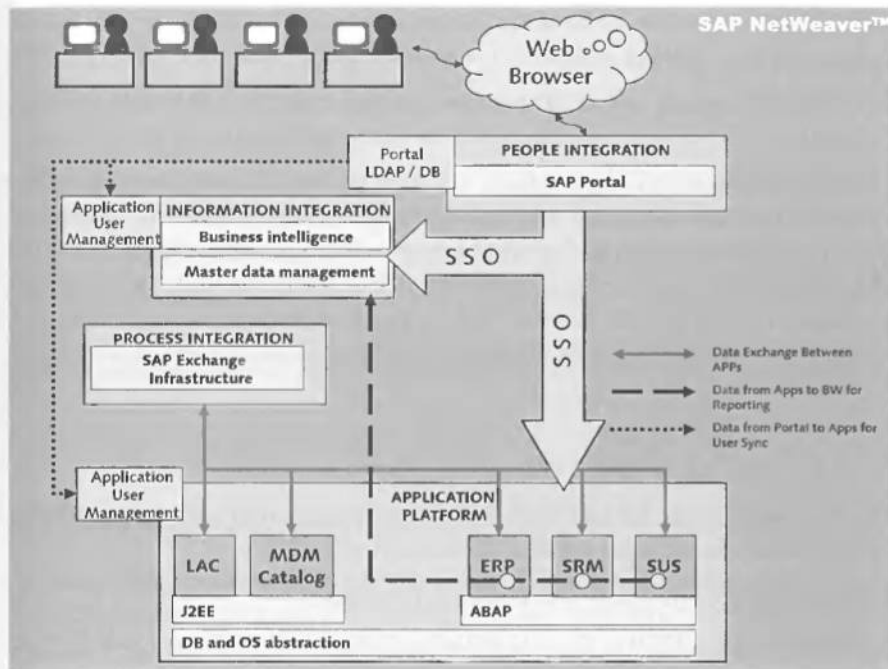 SAP NetWeaver™
Web
Browser
Portal
LDAP / DB
PEOPLE INTEGRATION
SAP Portal
Application
User
Management
INFORMATION INTEGRATION
Business intelligence
Master data management
SSO
SSO
PROCESS INTEGRATION
SAP Exchange
Infrastructure
Data Exchange Between
APPs
Data from Apps to BW for
Reporting
Data from Portal to Apps for
User Sync
Application
User
Management
APPLICATION
PLATFORM
LAC
MDM
Catalog
ERP
SRM
SUS
J2EE
ABAP
DB and OS abstraction